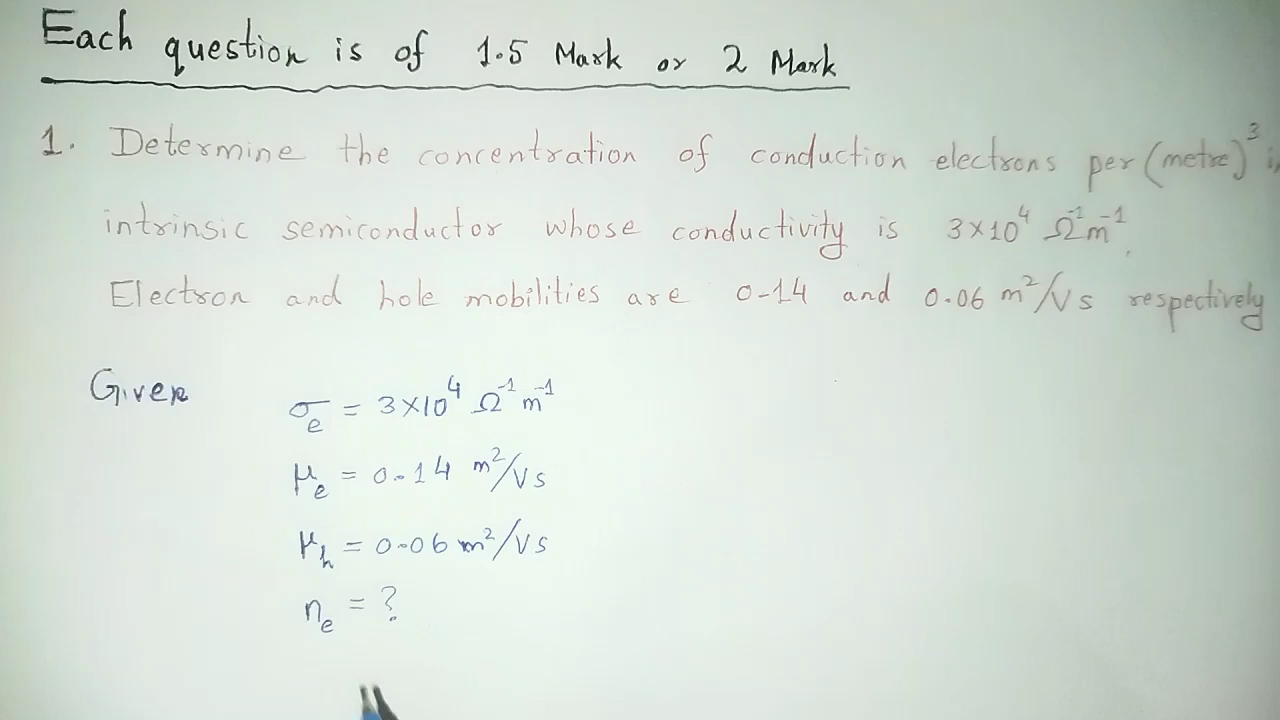 Each question is of 1.5 Mark or 2 Mark
1. Determine the concentration of conduction electrons per (metre)³ in
intrinsic semiconductor whose conductivity is 3×10⁴ Ω⁻¹m⁻¹.
Electron and hole mobilities are 0.14 and 0.06 m²/Vs respectively
Given
σₑ = 3×10⁴ Ω⁻¹ m⁻¹
μₑ = 0.14 m²/Vs
μₕ = 0.06 m²/Vs
nₑ = ?